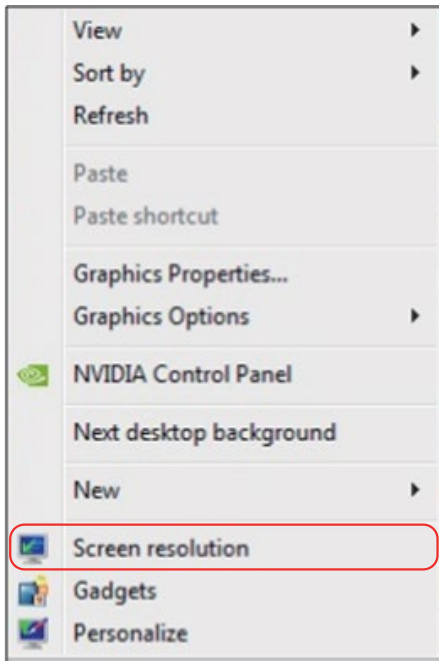 View
Sort by
Refresh
Paste
Paste shortcut
Graphics Properties...
Graphics Options
NVIDIA Control Panel
Next desktop background
New
Screen resolution
Gadgets
Personalize